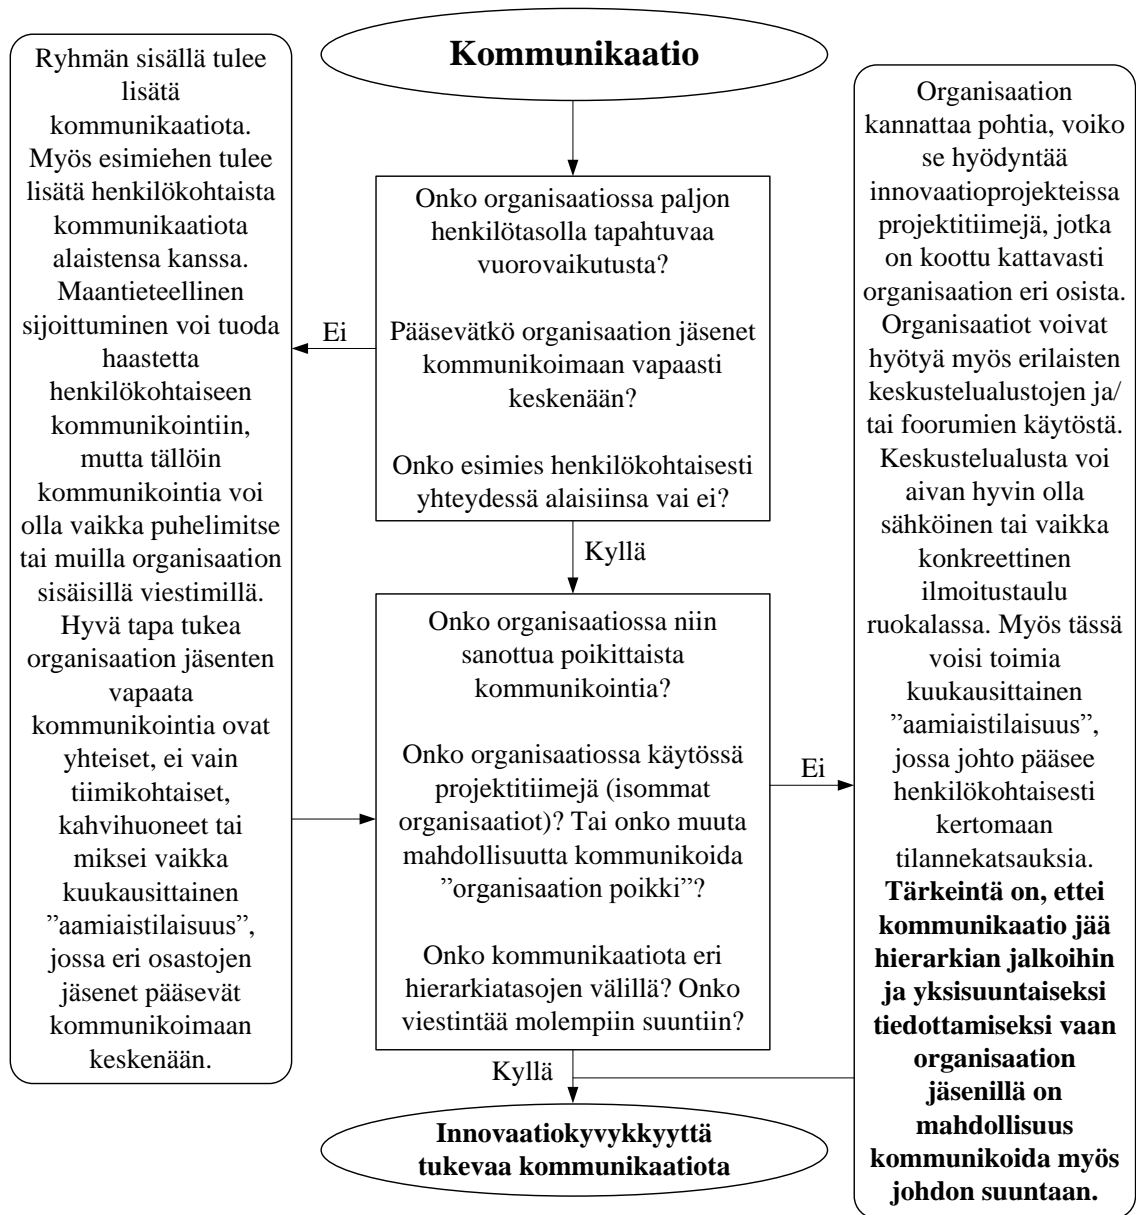 Kommunikaatio
Onko organisaatiossa paljon
henkilötasolla tapahtuvaa
vuorovaikutusta?
Pääsevätkö organisaation jäsenet
kommunikoimaan vapaasti
keskenään?
Onko esimies henkilökohtaisesti
yhteydessä alaisiinsa vai ei?
Ei
Ryhmän sisällä tulee
lisätä
kommunikaatiota.
Myös esimiehen tulee
lisätä henkilökohtaista
kommunikaatiota
alaistensa kanssa.
Maantieteellinen
sijoittuminen voi tuoda
haastetta
henkilökohtaiseen
kommunikointiin,
mutta tällöin
kommunikointia voi
olla vaikka puhelimitse
tai muilla organisaation
sisäisillä viestimillä.
Hyvä tapa tukea
organisaation jäsenten
vapaata
kommunikointia ovat
yhteiset, ei vain
tiimikohtaiset,
kahvihuoneet tai
miksei vaikka
kuukausittainen
”aamiaistilaisuus”,
jossa eri osastojen
jäsenet pääsevät
kommunikoimaan
keskenään.
Kyllä
Onko organisaatiossa niin
sanottua poikittaista
kommunikointia?
Onko organisaatiossa käytössä
projektitiimejä (isommat
organisaatiot)? Tai onko muuta
mahdollisuutta kommunikoida
”organisaation poikki”?
Onko kommunikaatiota eri
hierarkiatasojen välillä? Onko
viestintää molempiin suuntiin?
Ei
Organisaation
kannattaa pohtia, voiko
se hyödyntää
innovaatioprojekteissa
projektitiimejä, jotka
on koottu kattavasti
organisaation eri osista.
Organisaatiot voivat
hyötyä myös erilaisten
keskustelualustojen ja/
tai foorumien käytöstä.
Keskustelualusta voi
aivan hyvin olla
sähköinen tai vaikka
konkreettinen
ilmoitustaulu
ruokalassa. Myös tässä
voisi toimia
kuukausittainen
”aamiaistilaisuus”,
jossa johto pääsee
henkilökohtaisesti
kertomaan
tilannekatsauksia.
Tärkeintä on, ettei
kommunikaatio jää
hierarkian jalkoihin
ja yksisuuntaiseksi
tiedottamiseksi vaan
organisaation
jäsenillä on
mahdollisuus
kommunikoida myös
johdon suuntaan.
Kyllä
Innovaatiokyvykkyyttä
tukevaa kommunikaatiota